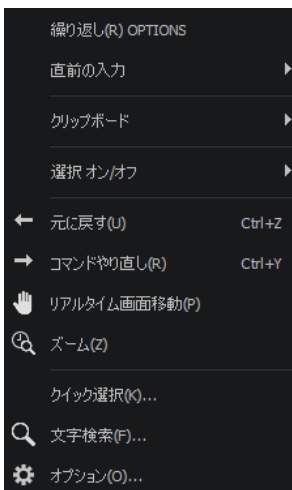 繰り返し(R) OPTIONS
直前の入力
クリップボード
選択 オン/オフ
元に戻す(U) Ctrl+Z
コマンドやり直し(R) Ctrl+Y
リアルタイム画面移動(P)
ズーム(Z)
クイック選択(K)...
文字検索(F)...
オプション(O)...